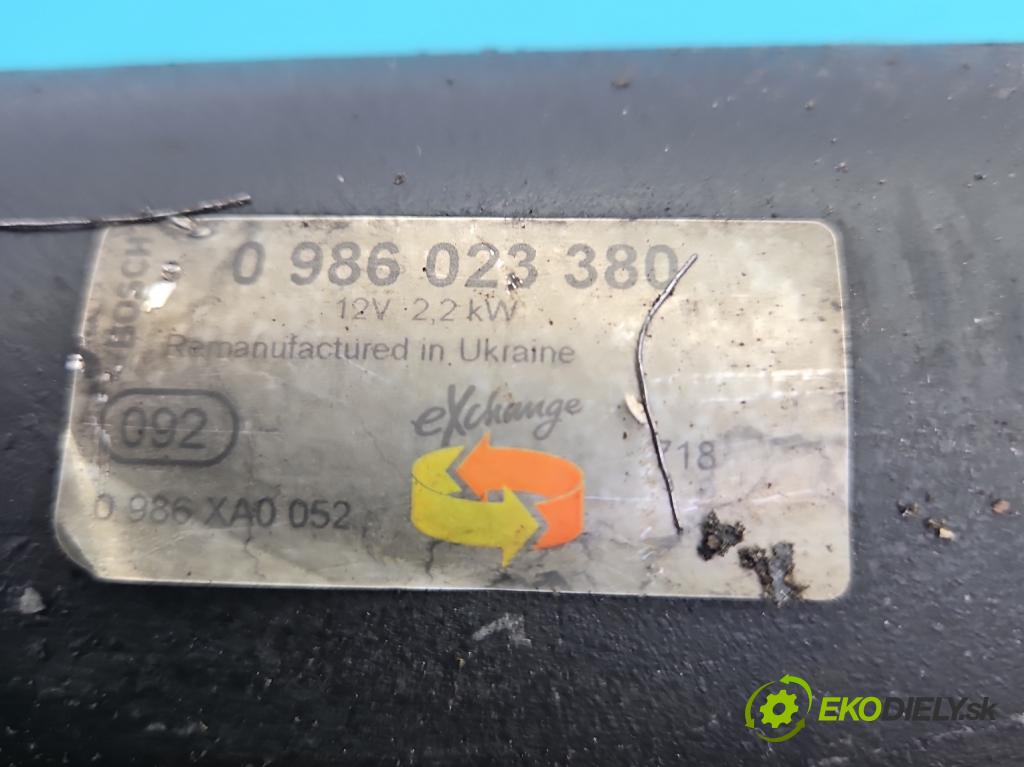 BOSCH
0 986 023 380
12V 2,2 kW
Remanufactured in Ukraine
092
eXchange
718
0 986 XA0 052
EKODIELY.sk